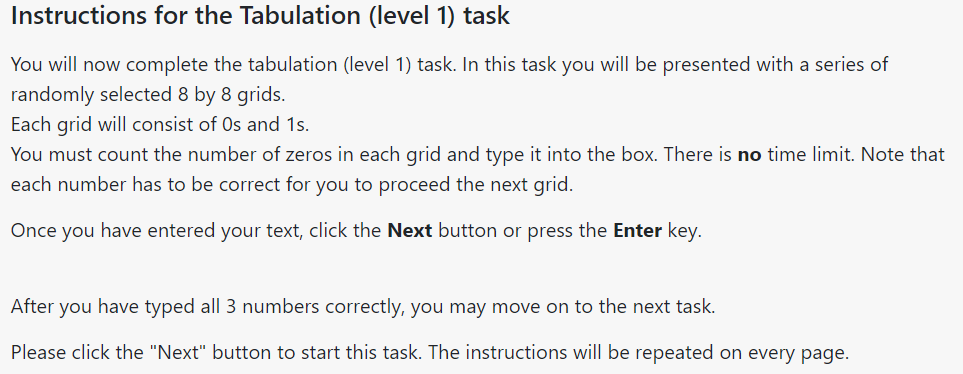 Instructions for the Tabulation (level 1) task
You will now complete the tabulation (level 1) task. In this task you will be presented with a series of
randomly selected 8 by 8 grids.
Each grid will consist of 0s and 1s.
You must count the number of zeros in each grid and type it into the box. There is no time limit. Note that
each number has to be correct for you to proceed the next grid.
Once you have entered your text, click the Next button or press the Enter key.
After you have typed all 3 numbers correctly, you may move on to the next task.
Please click the "Next" button to start this task. The instructions will be repeated on every page.